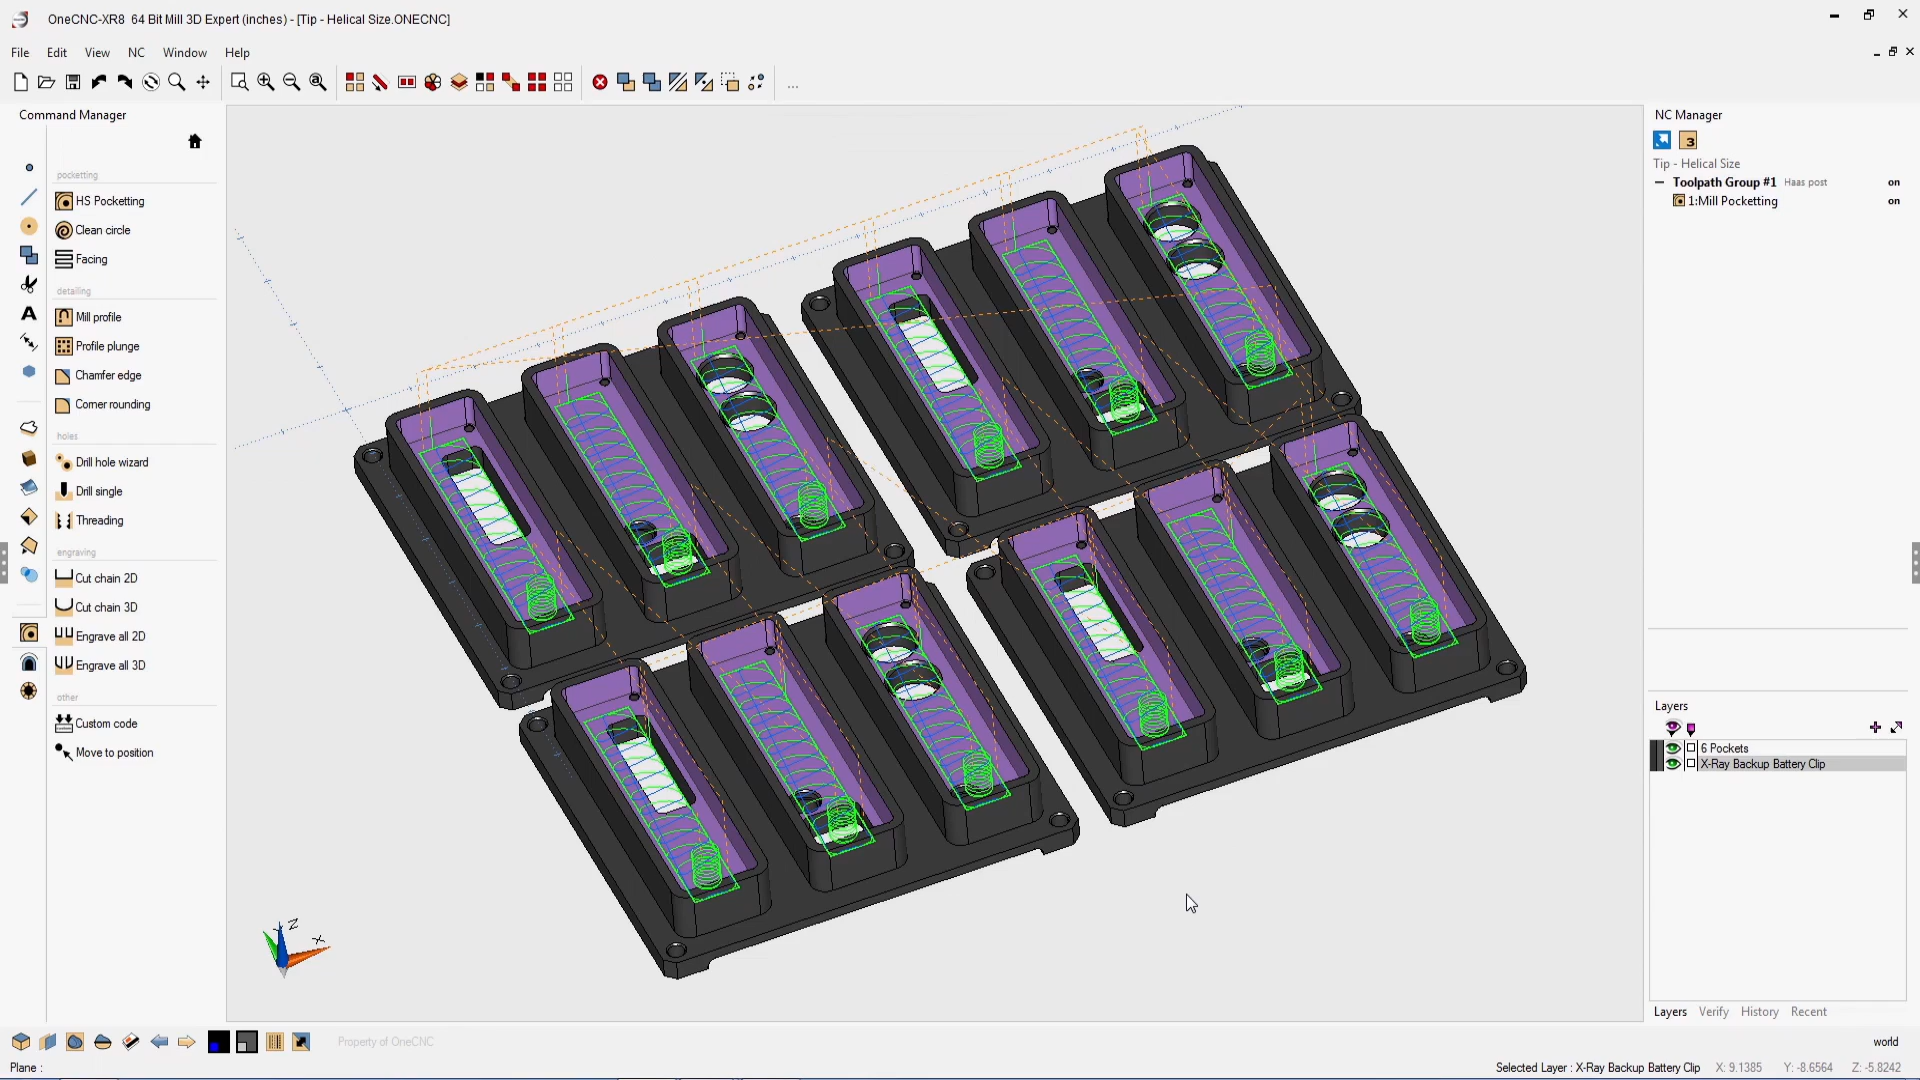 OneCNC-XR8 64 Bit Mill 3D Expert (inches) - [Tip - Helical Size.ONECNC]
File Edit View NC Window Help
...
Command Manager
pocketting
HS Pocketting
Clean circle
Facing
detailing
Mill profile
Profile plunge
Chamfer edge
Corner rounding
holes
Drill hole wizard
Drill single
Threading
engraving
Cut chain 2D
Cut chain 3D
Engrave all 2D
Engrave all 3D
other
Custom code
Move to position
Z
X
NC Manager
3
Tip - Helical Size
Toolpath Group #1 Haas post on
1:Mill Pocketting on
Layers
6 Pockets
X-Ray Backup Battery Clip
Layers Verify History Recent
Property of OneCNC
world
Plane :
Selected Layer : X-Ray Backup Battery Clip X: 9.1385 Y: -8.6564 Z: -5.8242